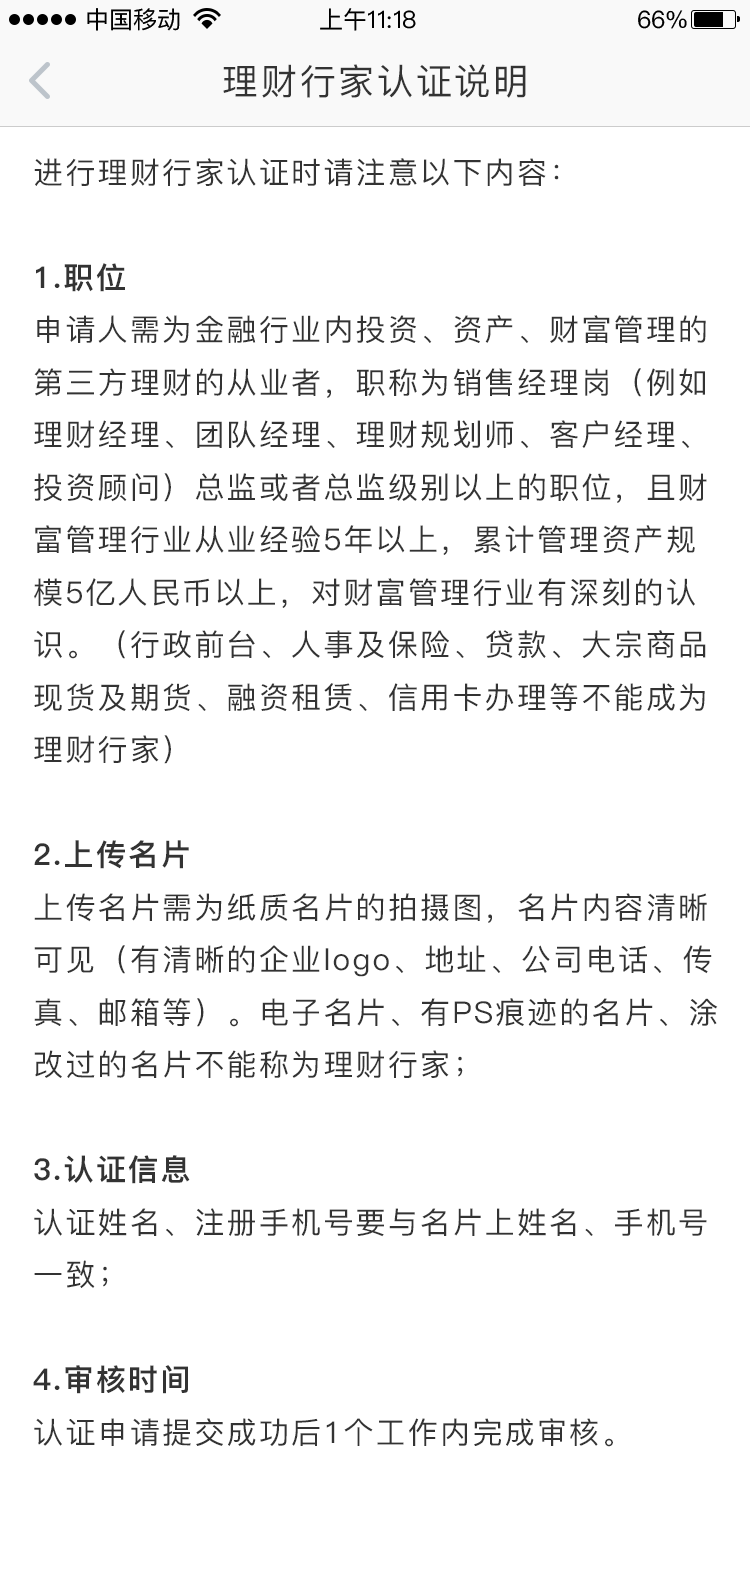 中国移动
上午11:18
66%
理财行家认证说明
进行理财行家认证时请注意以下内容：
1.职位
申请人需为金融行业内投资、资产、财富管理的
第三方理财的从业者，职称为销售经理岗（例如
理财经理、团队经理、理财规划师、客户经理、
投资顾问）总监或者总监级别以上的职位，且财
富管理行业从业经验5年以上，累计管理资产规
模5亿人民币以上，对财富管理行业有深刻的认
识。（行政前台、人事及保险、贷款、大宗商品
现货及期货、融资租赁、信用卡办理等不能成为
理财行家）
2.上传名片
上传名片需为纸质名片的拍摄图，名片内容清晰
可见（有清晰的企业logo、地址、公司电话、传
真、邮箱等）。电子名片、有PS痕迹的名片、涂
改过的名片不能称为理财行家；
3.认证信息
认证姓名、注册手机号要与名片上姓名、手机号
一致；
4.审核时间
认证申请提交成功后1个工作内完成审核。